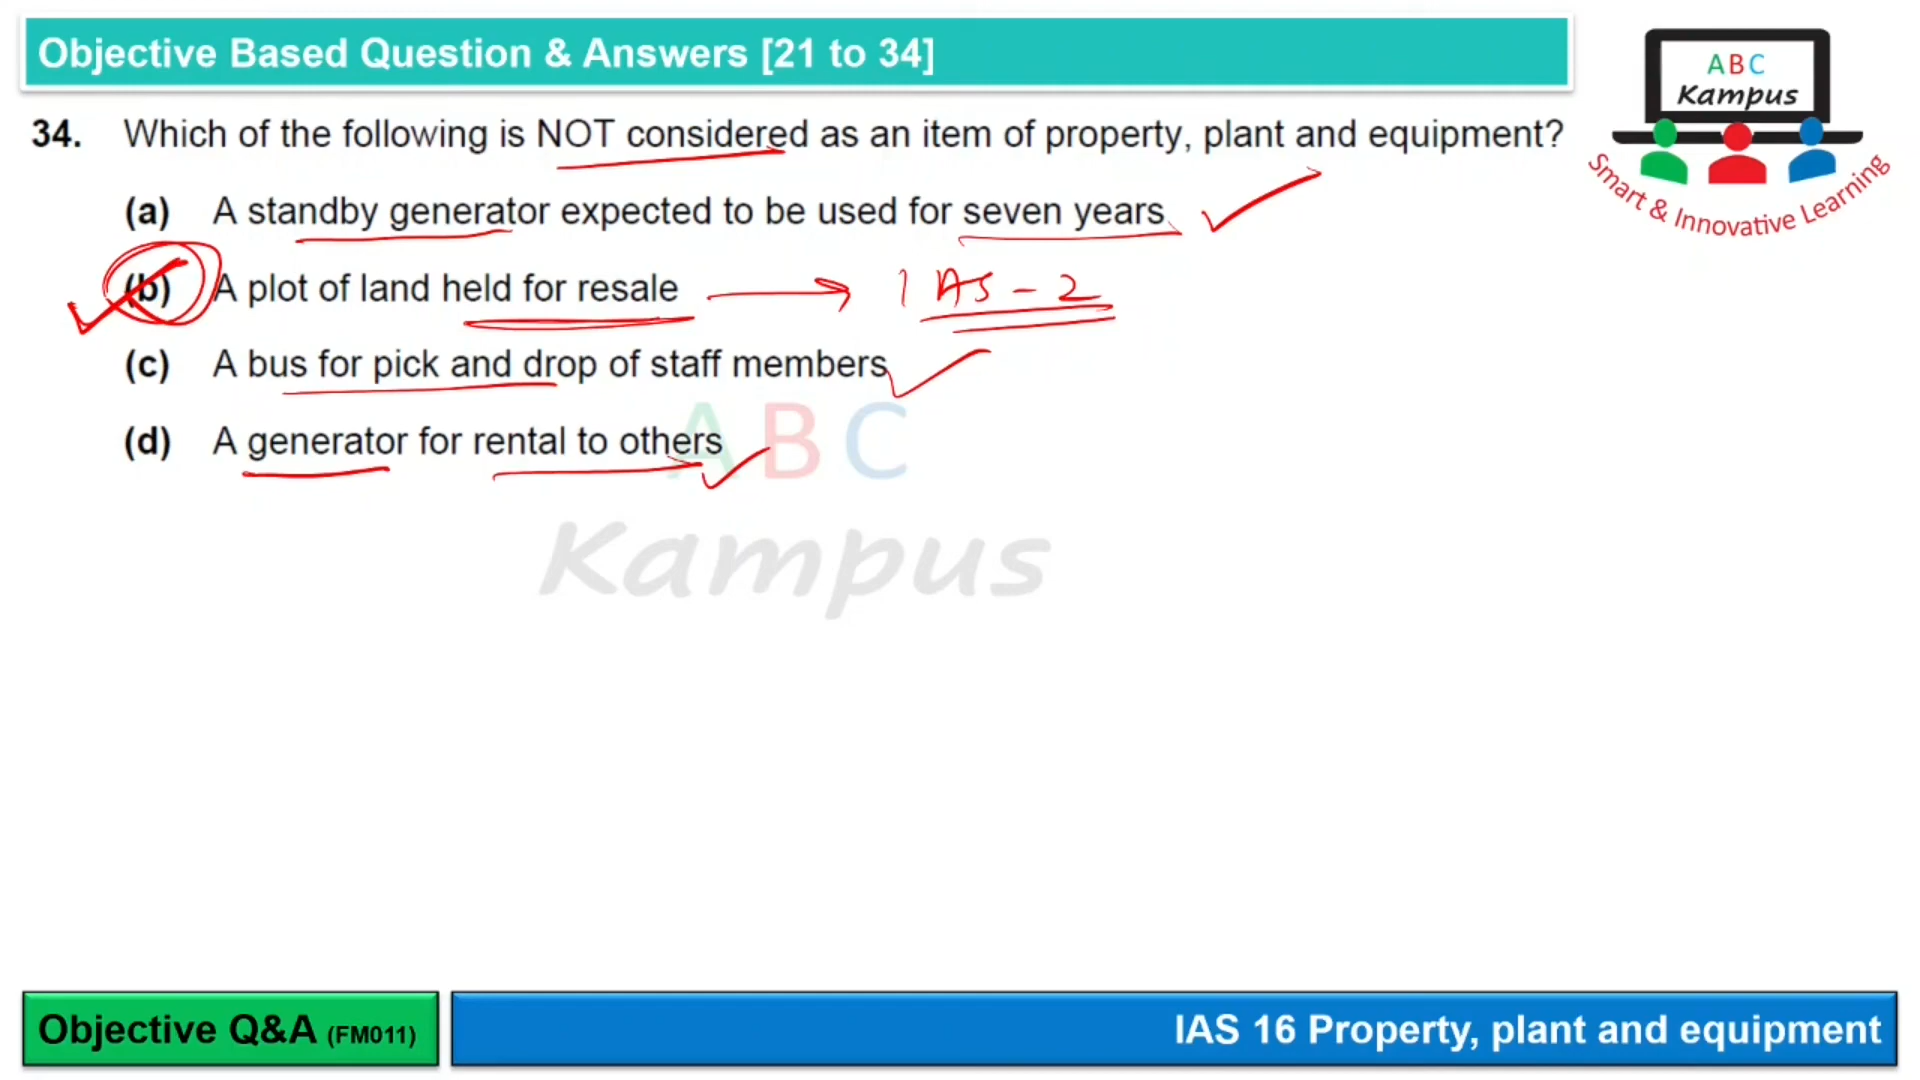 Objective Based Question & Answers [21 to 34]
ABC
Kampus
Smart & Innovative Learning
34. Which of the following is NOT considered as an item of property, plant and equipment?
(a) A standby generator expected to be used for seven years
(b) A plot of land held for resale → IAS - 2
(c) A bus for pick and drop of staff members
(d) A generator for rental to others
ABC
Kampus
Objective Q&A (FM011)
IAS 16 Property, plant and equipment